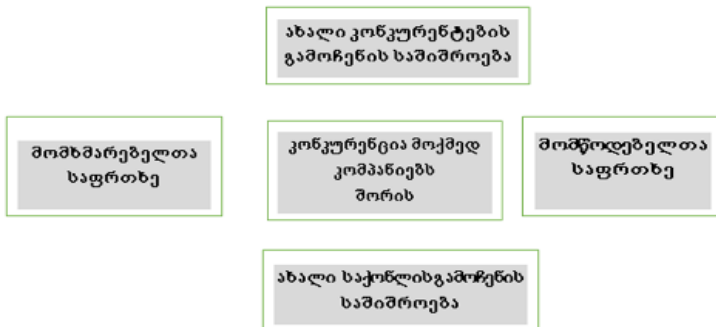 ახალი კონკურენტების
გამოჩენის საშიშროება
მომხმარებელთა
საფრთხე
კონკურენცია მოქმედ
კომპანიებს
შორის
მომწოდებელთა
საფრთხე
ახალი საქონლისგამოჩენის
საშიშროება